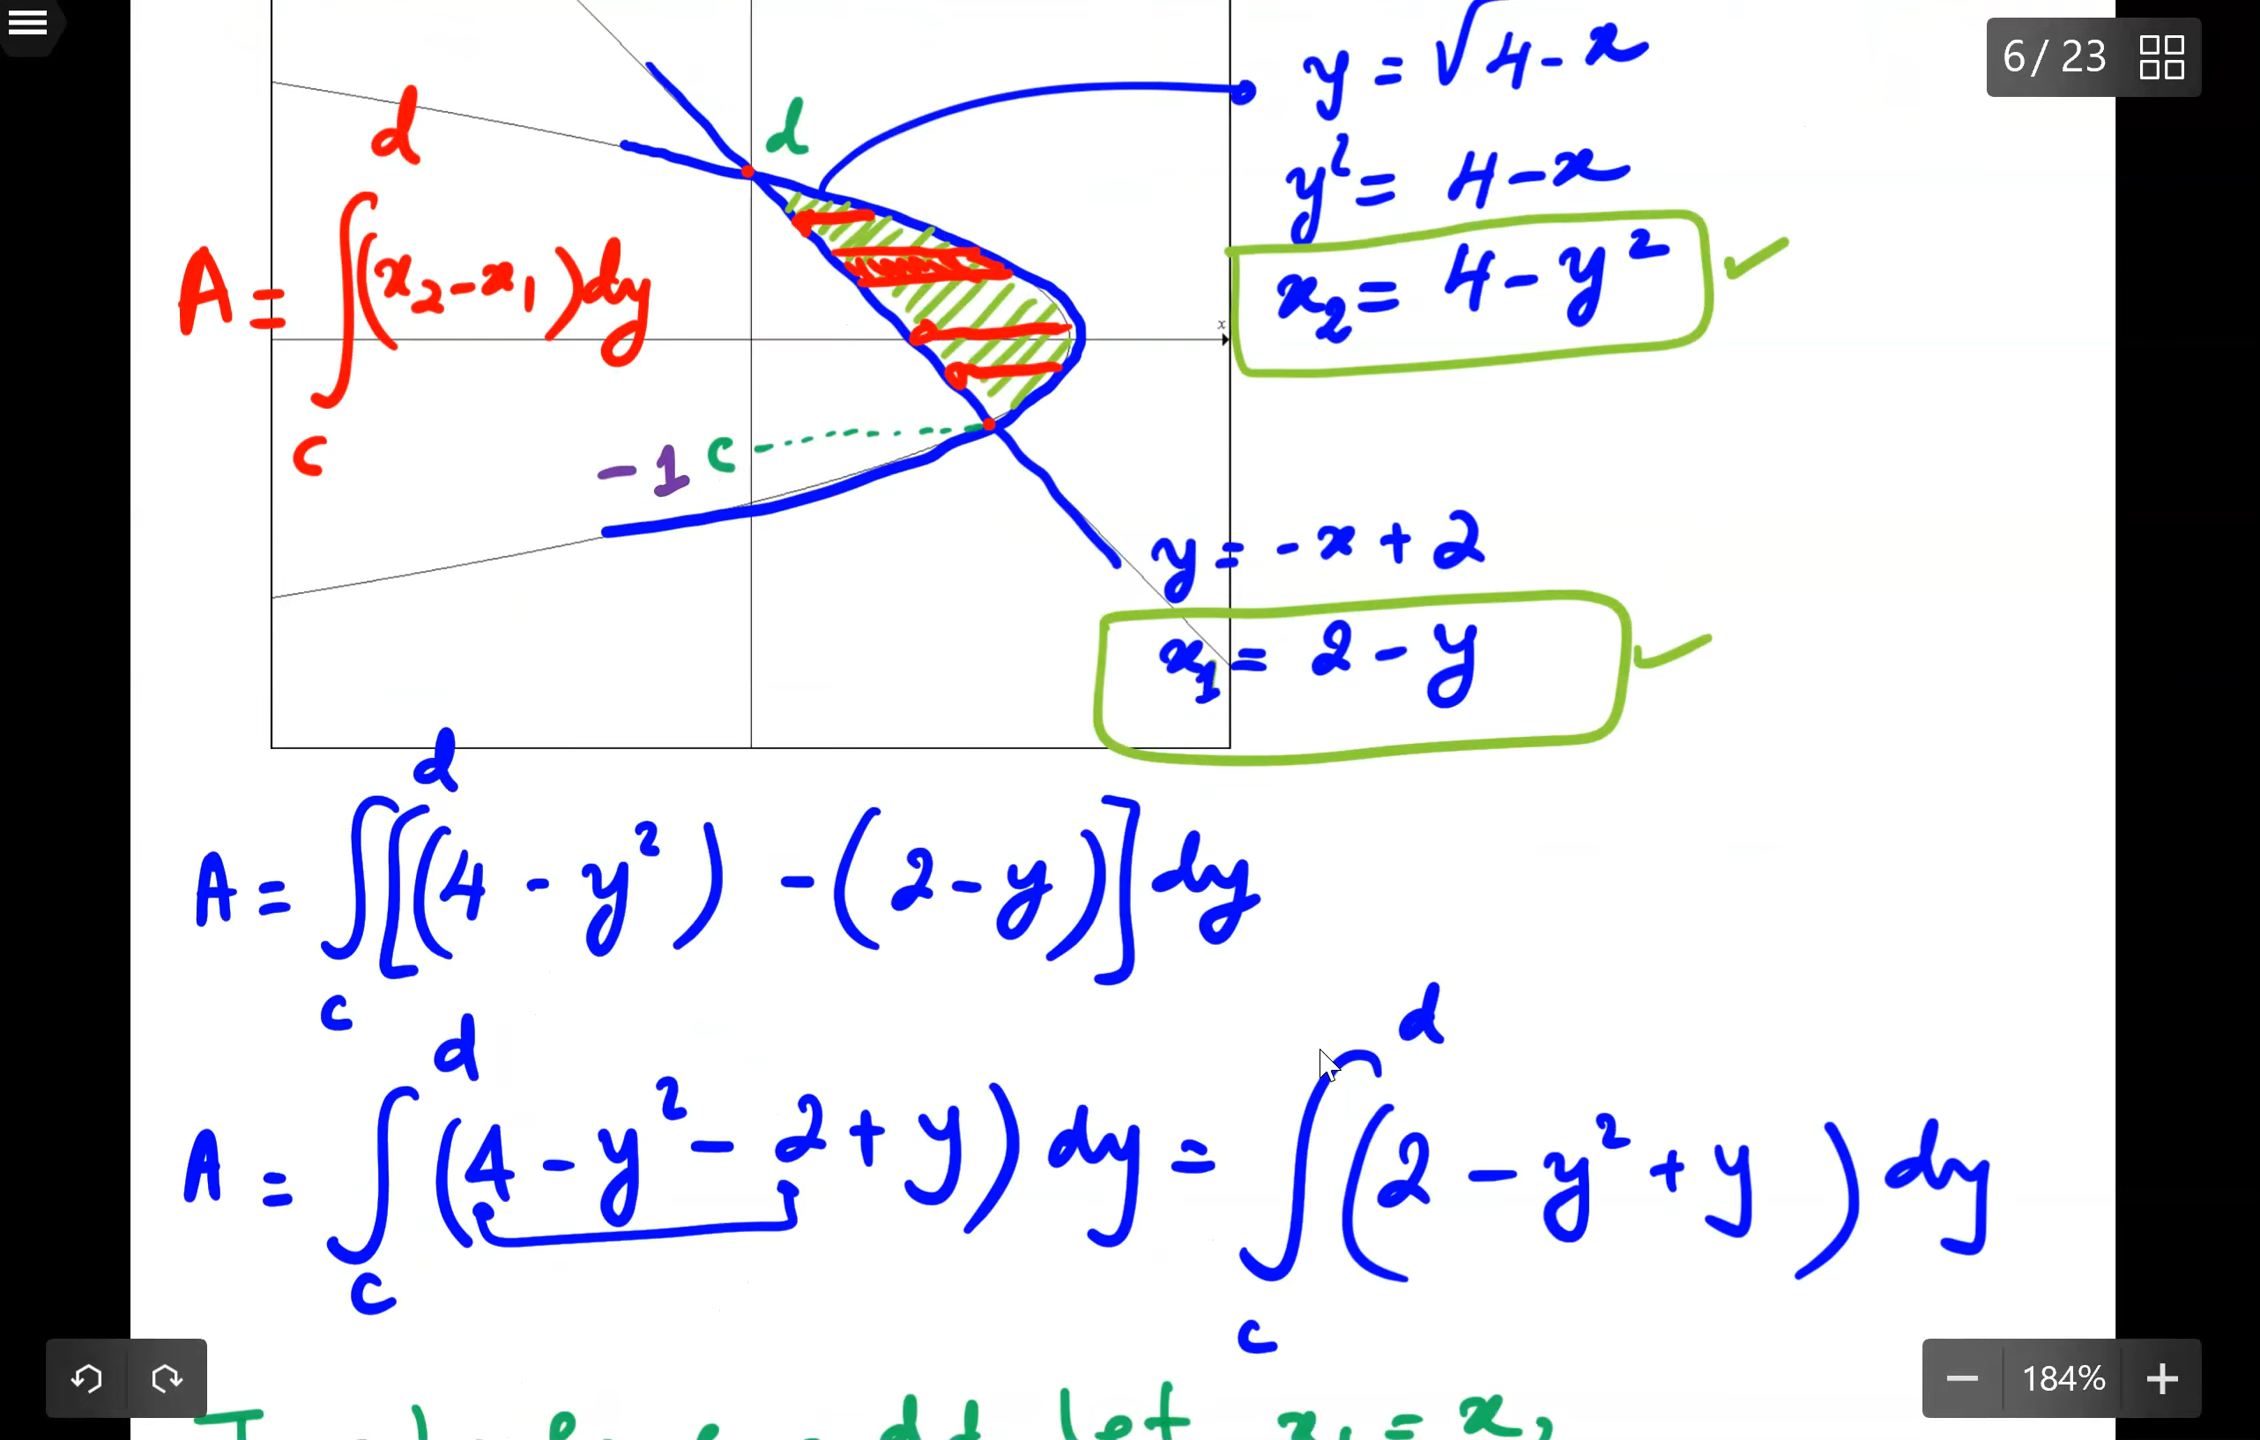 6 / 23
y = √4-x
d
d
y² = 4-x
A = ∫(x₂-x₁)dy
x₂ = 4-y²
x
c
-1 c
y = -x+2
x₁ = 2-y
d
A = ∫[(4-y²) -(2-y)]dy
c
d d
A = ∫(4-y²-2+y)dy = ∫(2-y²+y)dy
c c
184%